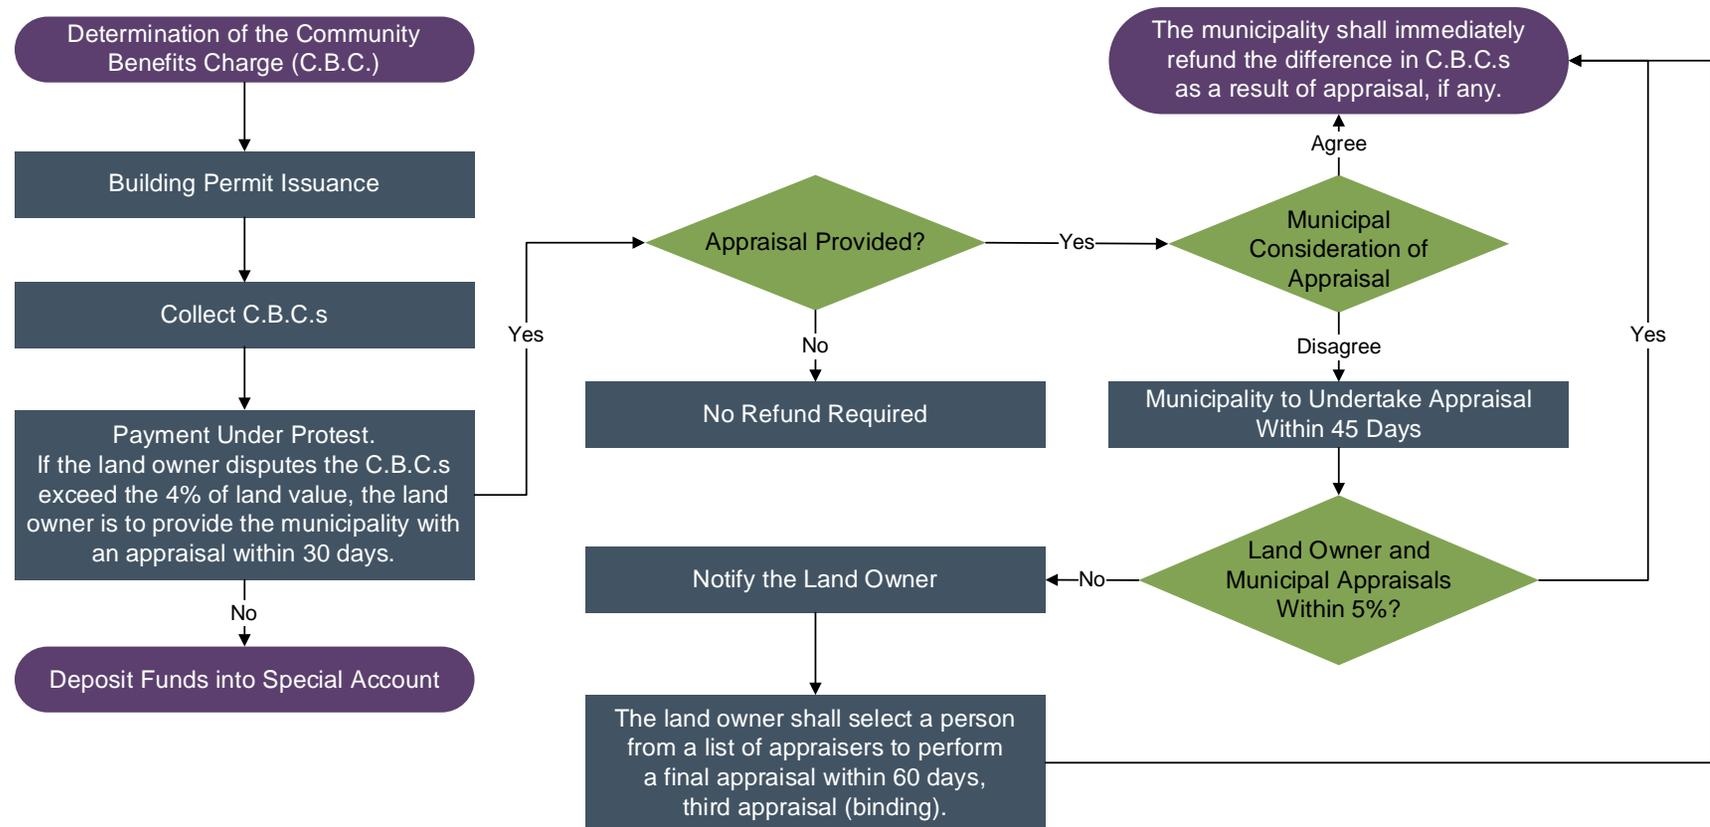 Determination of the Community
Benefits Charge (C.B.C.)
Building Permit Issuance
Collect C.B.C.s
Payment Under Protest.
If the land owner disputes the C.B.C.s
exceed the 4% of land value, the land
owner is to provide the municipality with
an appraisal within 30 days.
No
Deposit Funds into Special Account
Yes
Appraisal Provided?
No
No Refund Required
Yes
Municipal
Consideration of
Appraisal
Agree
The municipality shall immediately
refund the difference in C.B.C.s
as a result of appraisal, if any.
Disagree
Municipality to Undertake Appraisal
Within 45 Days
Land Owner and
Municipal Appraisals
Within 5%?
Yes
No
Notify the Land Owner
The land owner shall select a person
from a list of appraisers to perform
a final appraisal within 60 days,
third appraisal (binding).